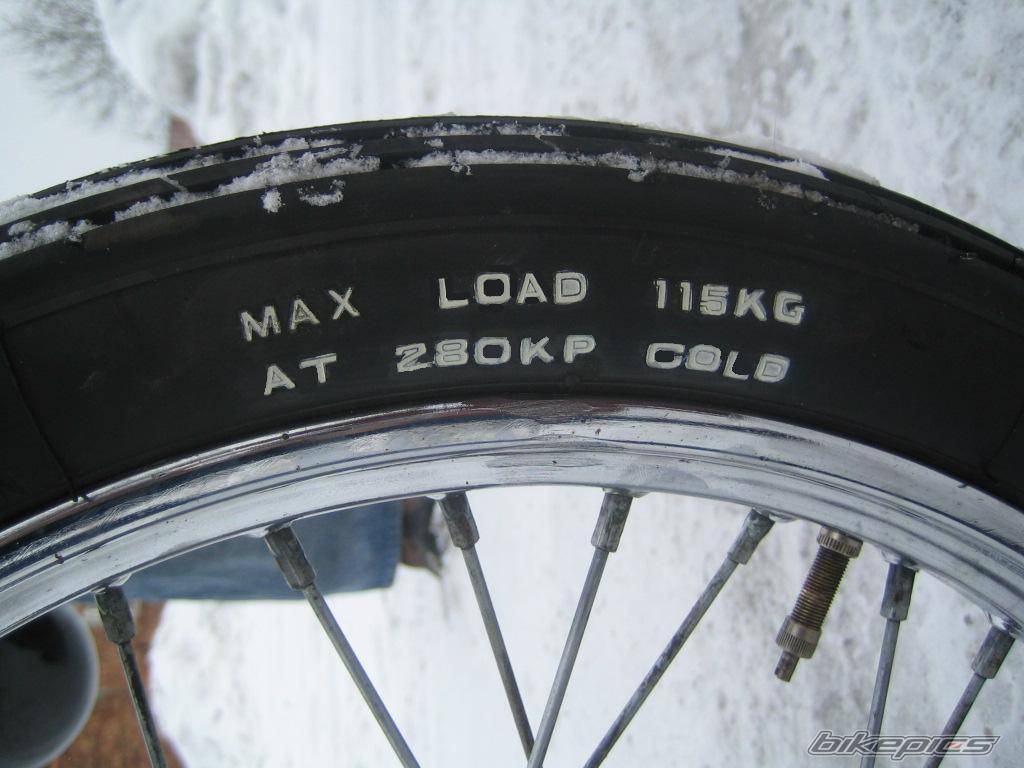 MAX LOAD 115KG
AT 280KP COLD
bikepics